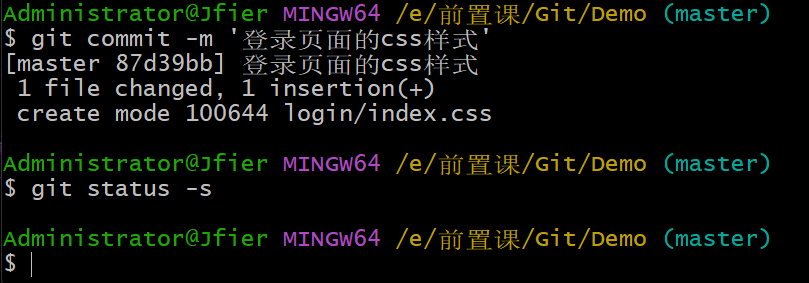 Administrator@Jfier MINGW64 /e/前置课/Git/Demo (master)
$ git commit -m '登录页面的css样式'
[master 87d39bb] 登录页面的css样式
 1 file changed, 1 insertion(+)
 create mode 100644 login/index.css
Administrator@Jfier MINGW64 /e/前置课/Git/Demo (master)
$ git status -s
Administrator@Jfier MINGW64 /e/前置课/Git/Demo (master)
$